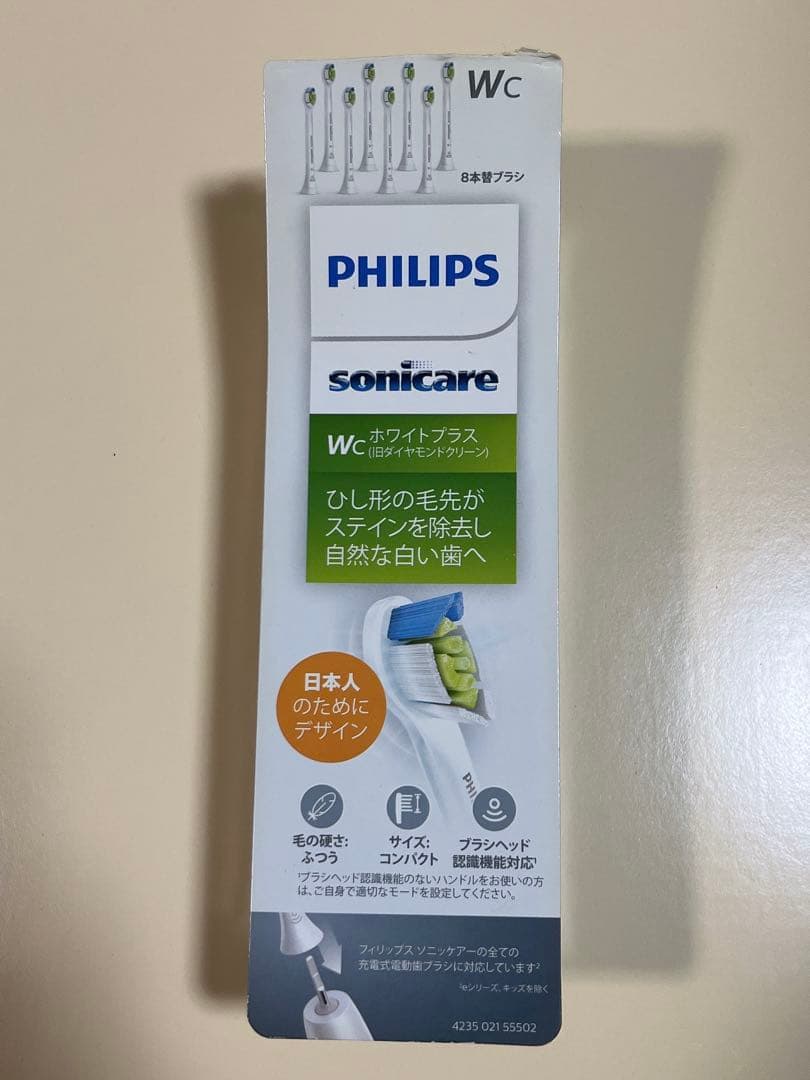 WC
8本替ブラシ
PHILIPS
sonicare
WC ホワイトプラス
(旧ダイヤモンドクリーン)
ひし形の毛先が
ステインを除去し
自然な白い歯へ
日本人
のために
デザイン
PHI
毛の硬さ:
ふつう
サイズ:
コンパクト
ブラシヘッド
認識機能対応¹
¹ブラシヘッド認識機能のないハンドルをお使いの方
は、ご自身で適切なモードを設定してください。
フィリップス ソニッケアーの全ての
充電式電動歯ブラシに対応しています²
²eシリーズ、キッズを除く
4235 021 55502